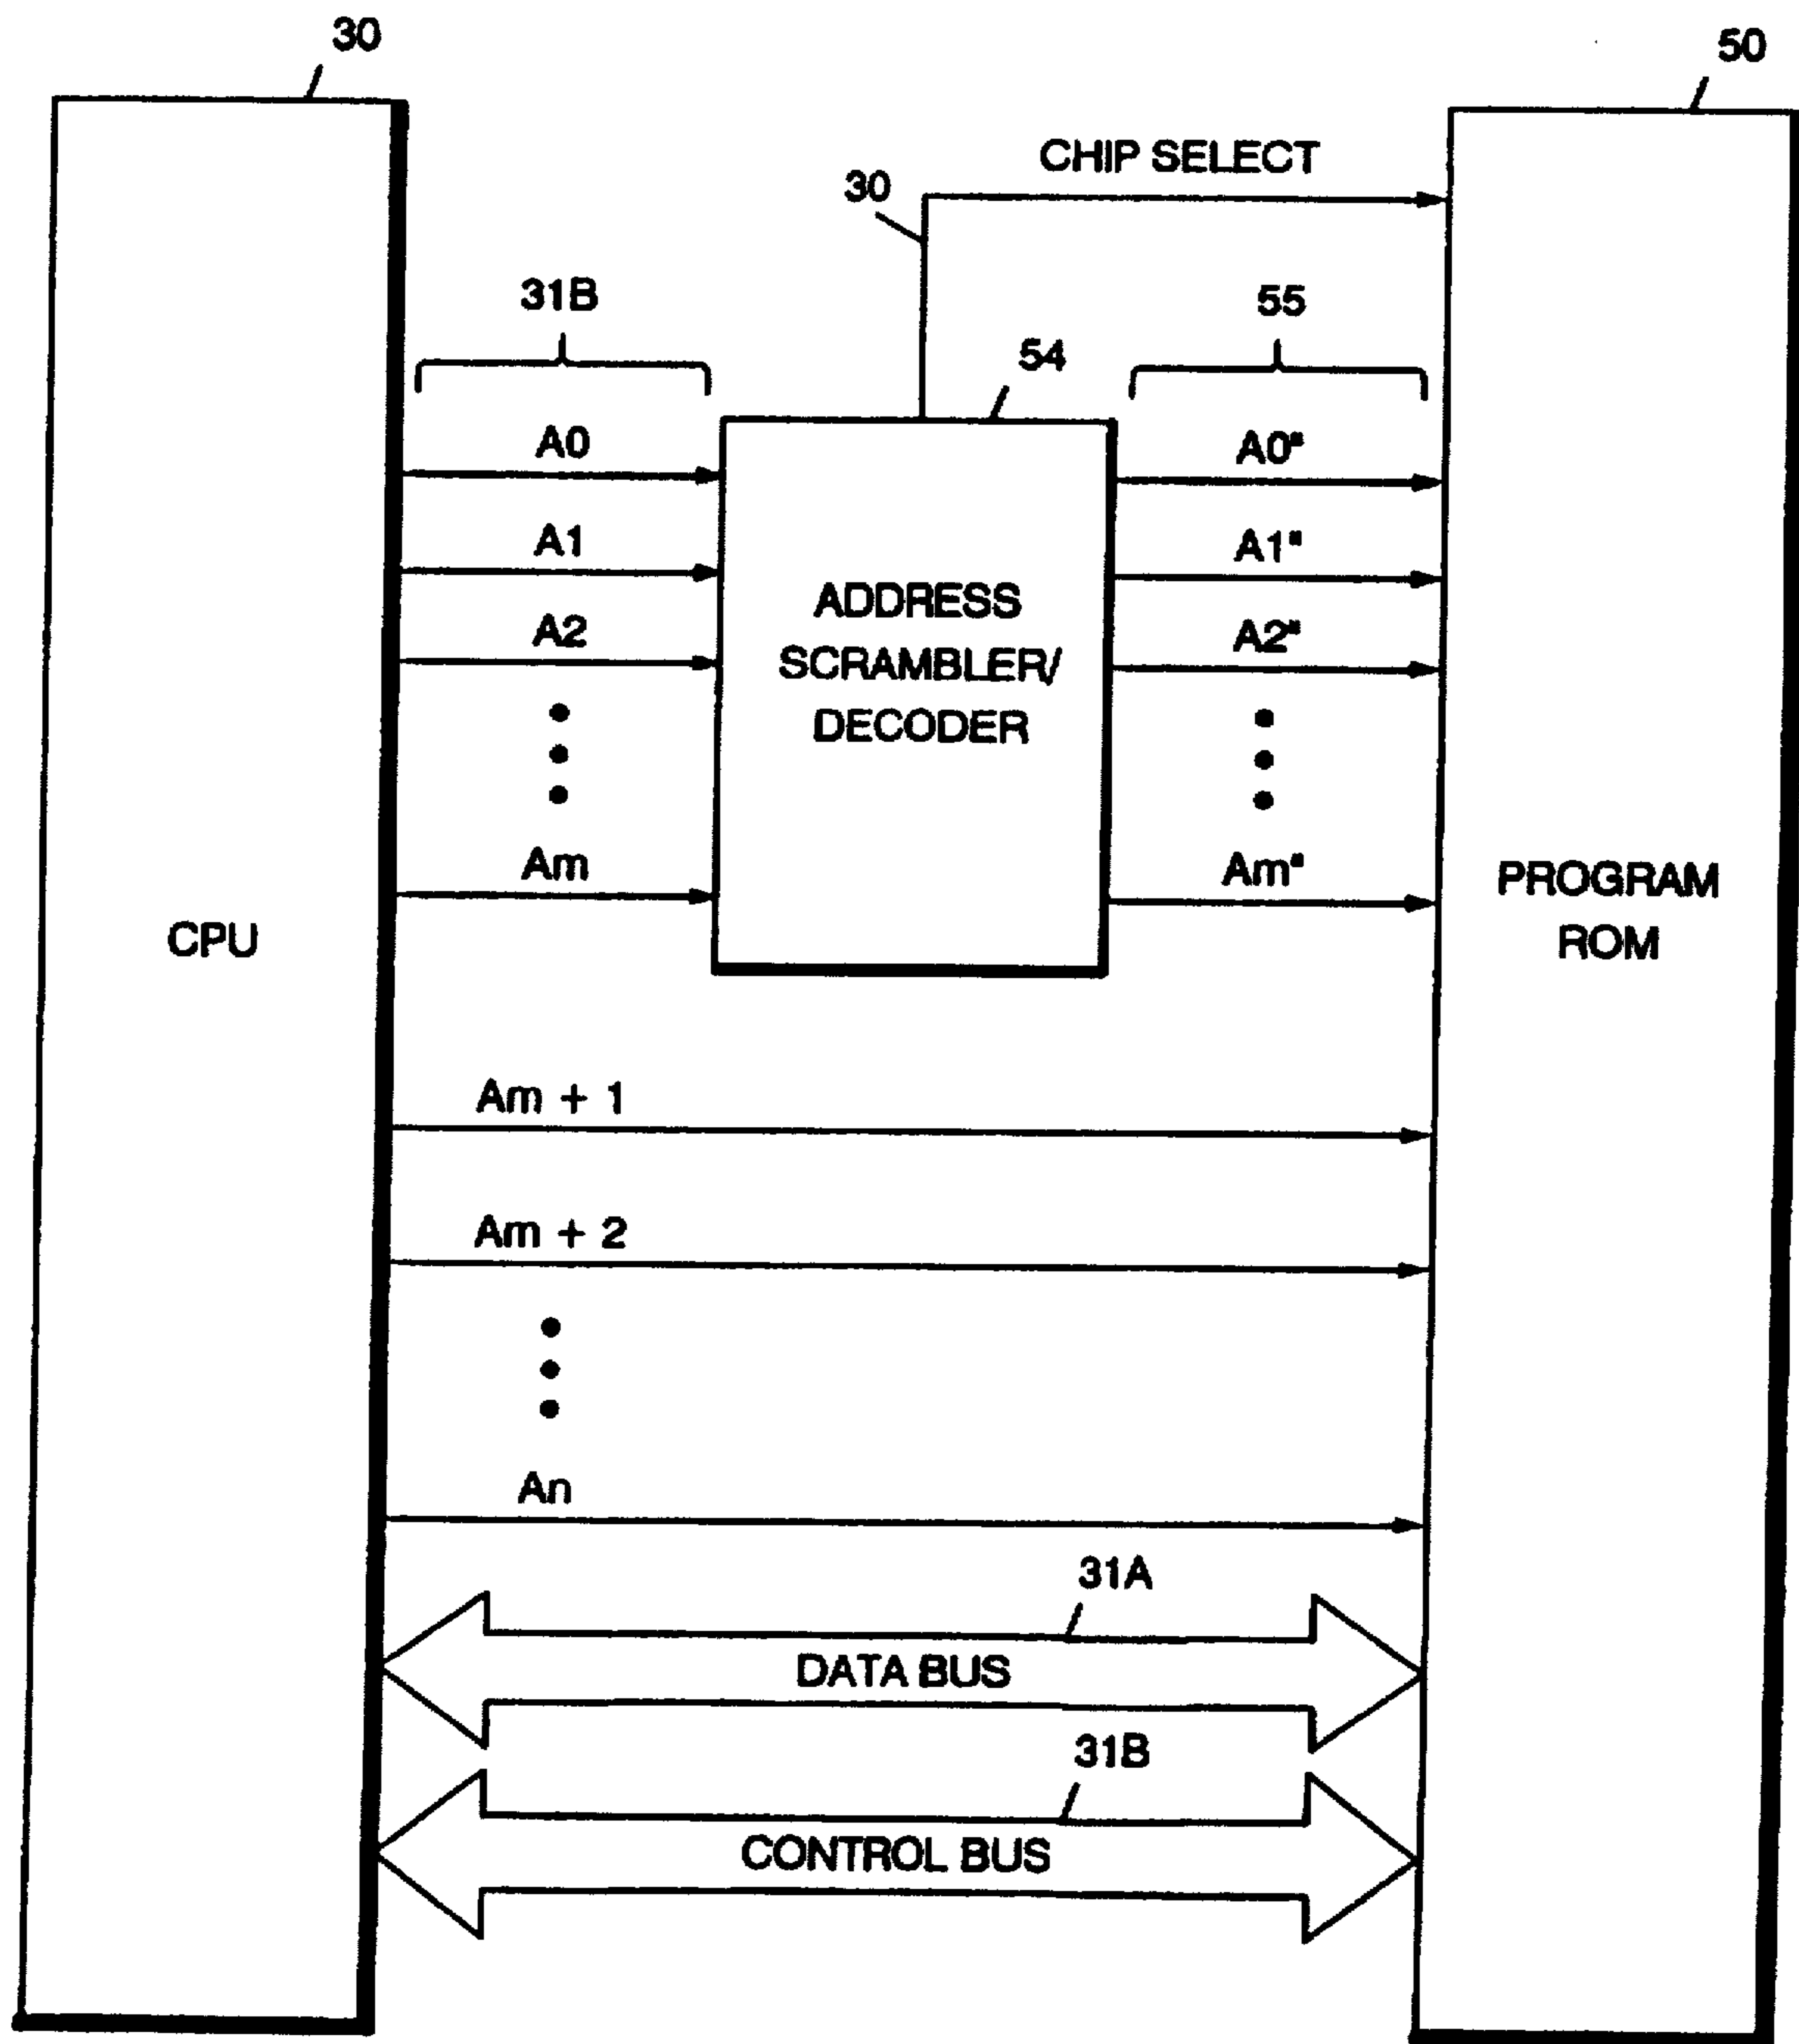 30
50
CHIP SELECT
30
31B
55
54
A0
A0"
A1
A1"
A2
A2"
ADDRESS
SCRAMBLER/
DECODER
Am
Am"
CPU
PROGRAM
ROM
Am + 1
Am + 2
An
31A
DATA BUS
31B
CONTROL BUS